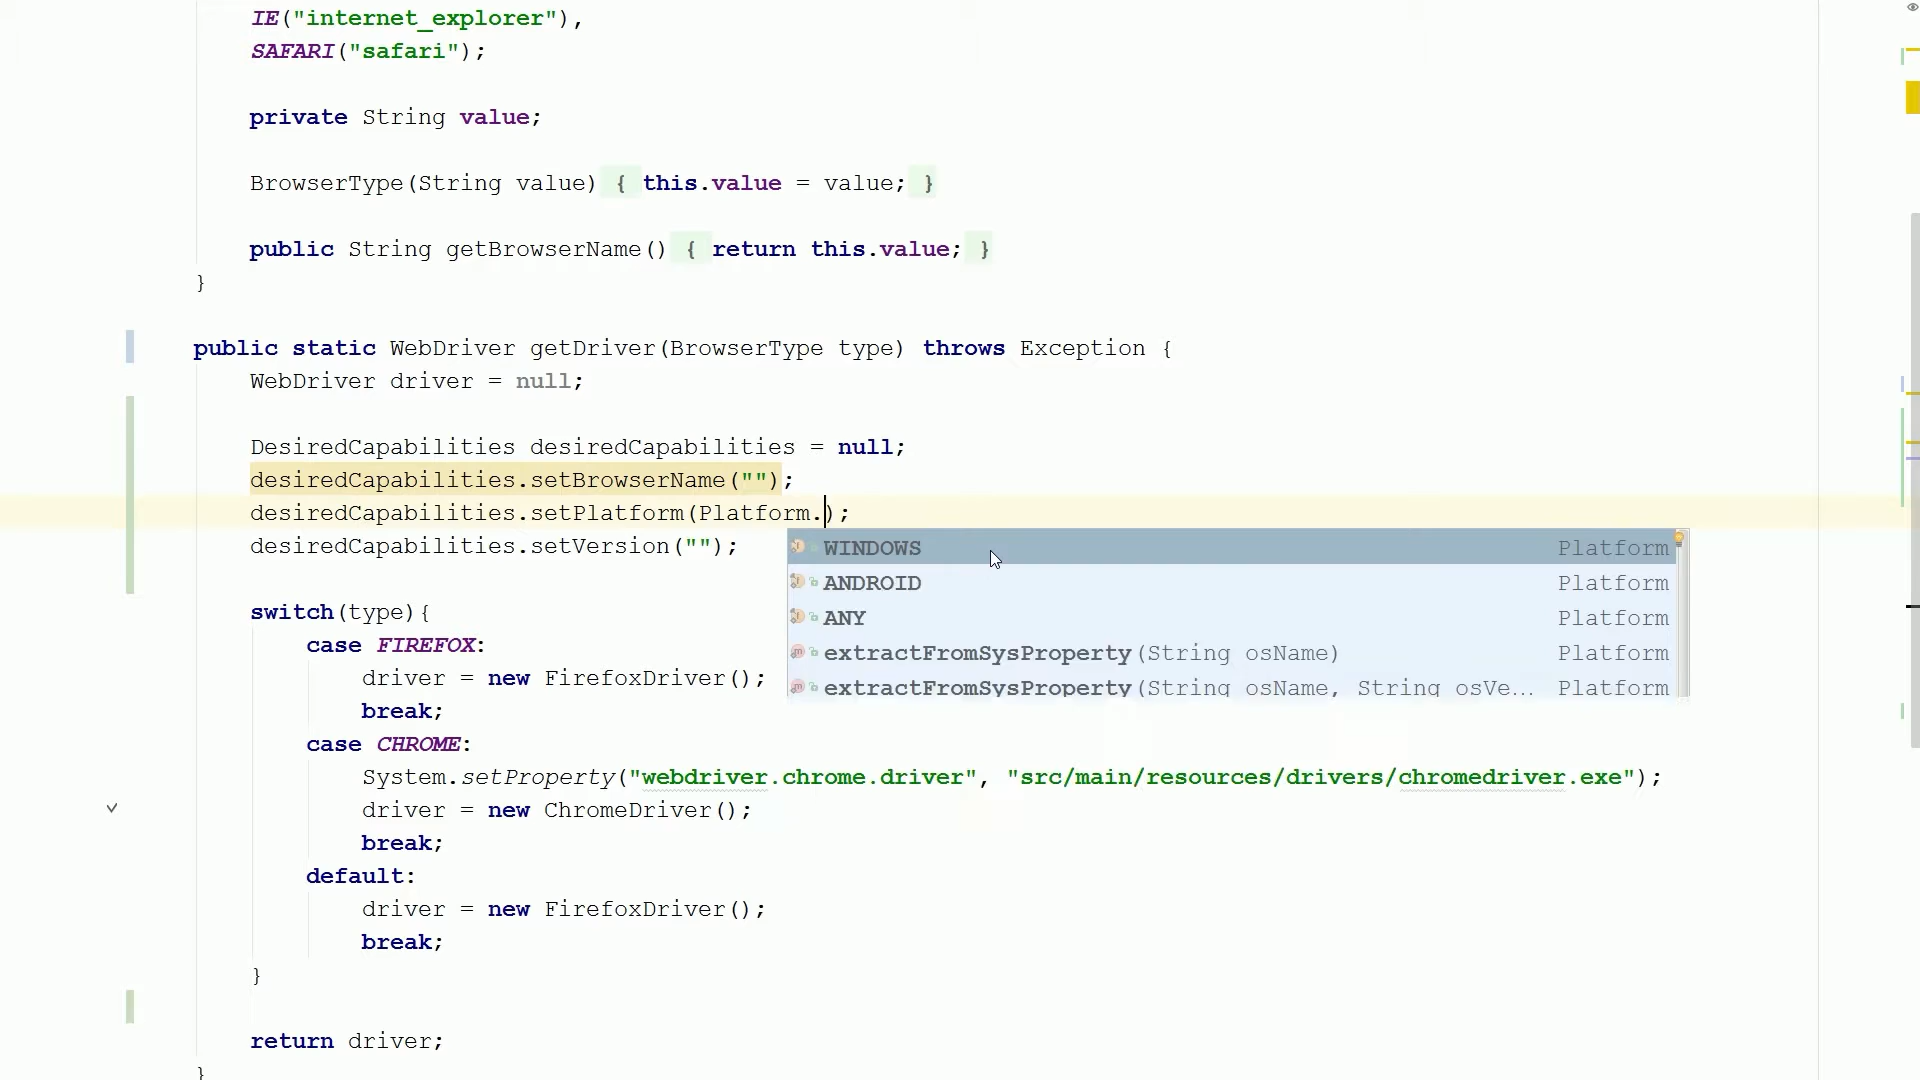 IE("internet_explorer"),
SAFARI("safari");
private String value;
BrowserType(String value) { this.value = value; }
public String getBrowserName() { return this.value; }
}
public static WebDriver getDriver(BrowserType type) throws Exception {
WebDriver driver = null;
DesiredCapabilities desiredCapabilities = null;
desiredCapabilities.setBrowserName("");
desiredCapabilities.setPlatform(Platform.);
desiredCapabilities.setVersion("");
WINDOWS Platform
ANDROID Platform
ANY Platform
extractFromSysProperty(String osName) Platform
extractFromSysProperty(String osName, String osVe... Platform
switch(type){
case FIREFOX:
driver = new FirefoxDriver();
break;
case CHROME:
System.setProperty("webdriver.chrome.driver", "src/main/resources/drivers/chromedriver.exe");
driver = new ChromeDriver();
break;
default:
driver = new FirefoxDriver();
break;
}
return driver;
}